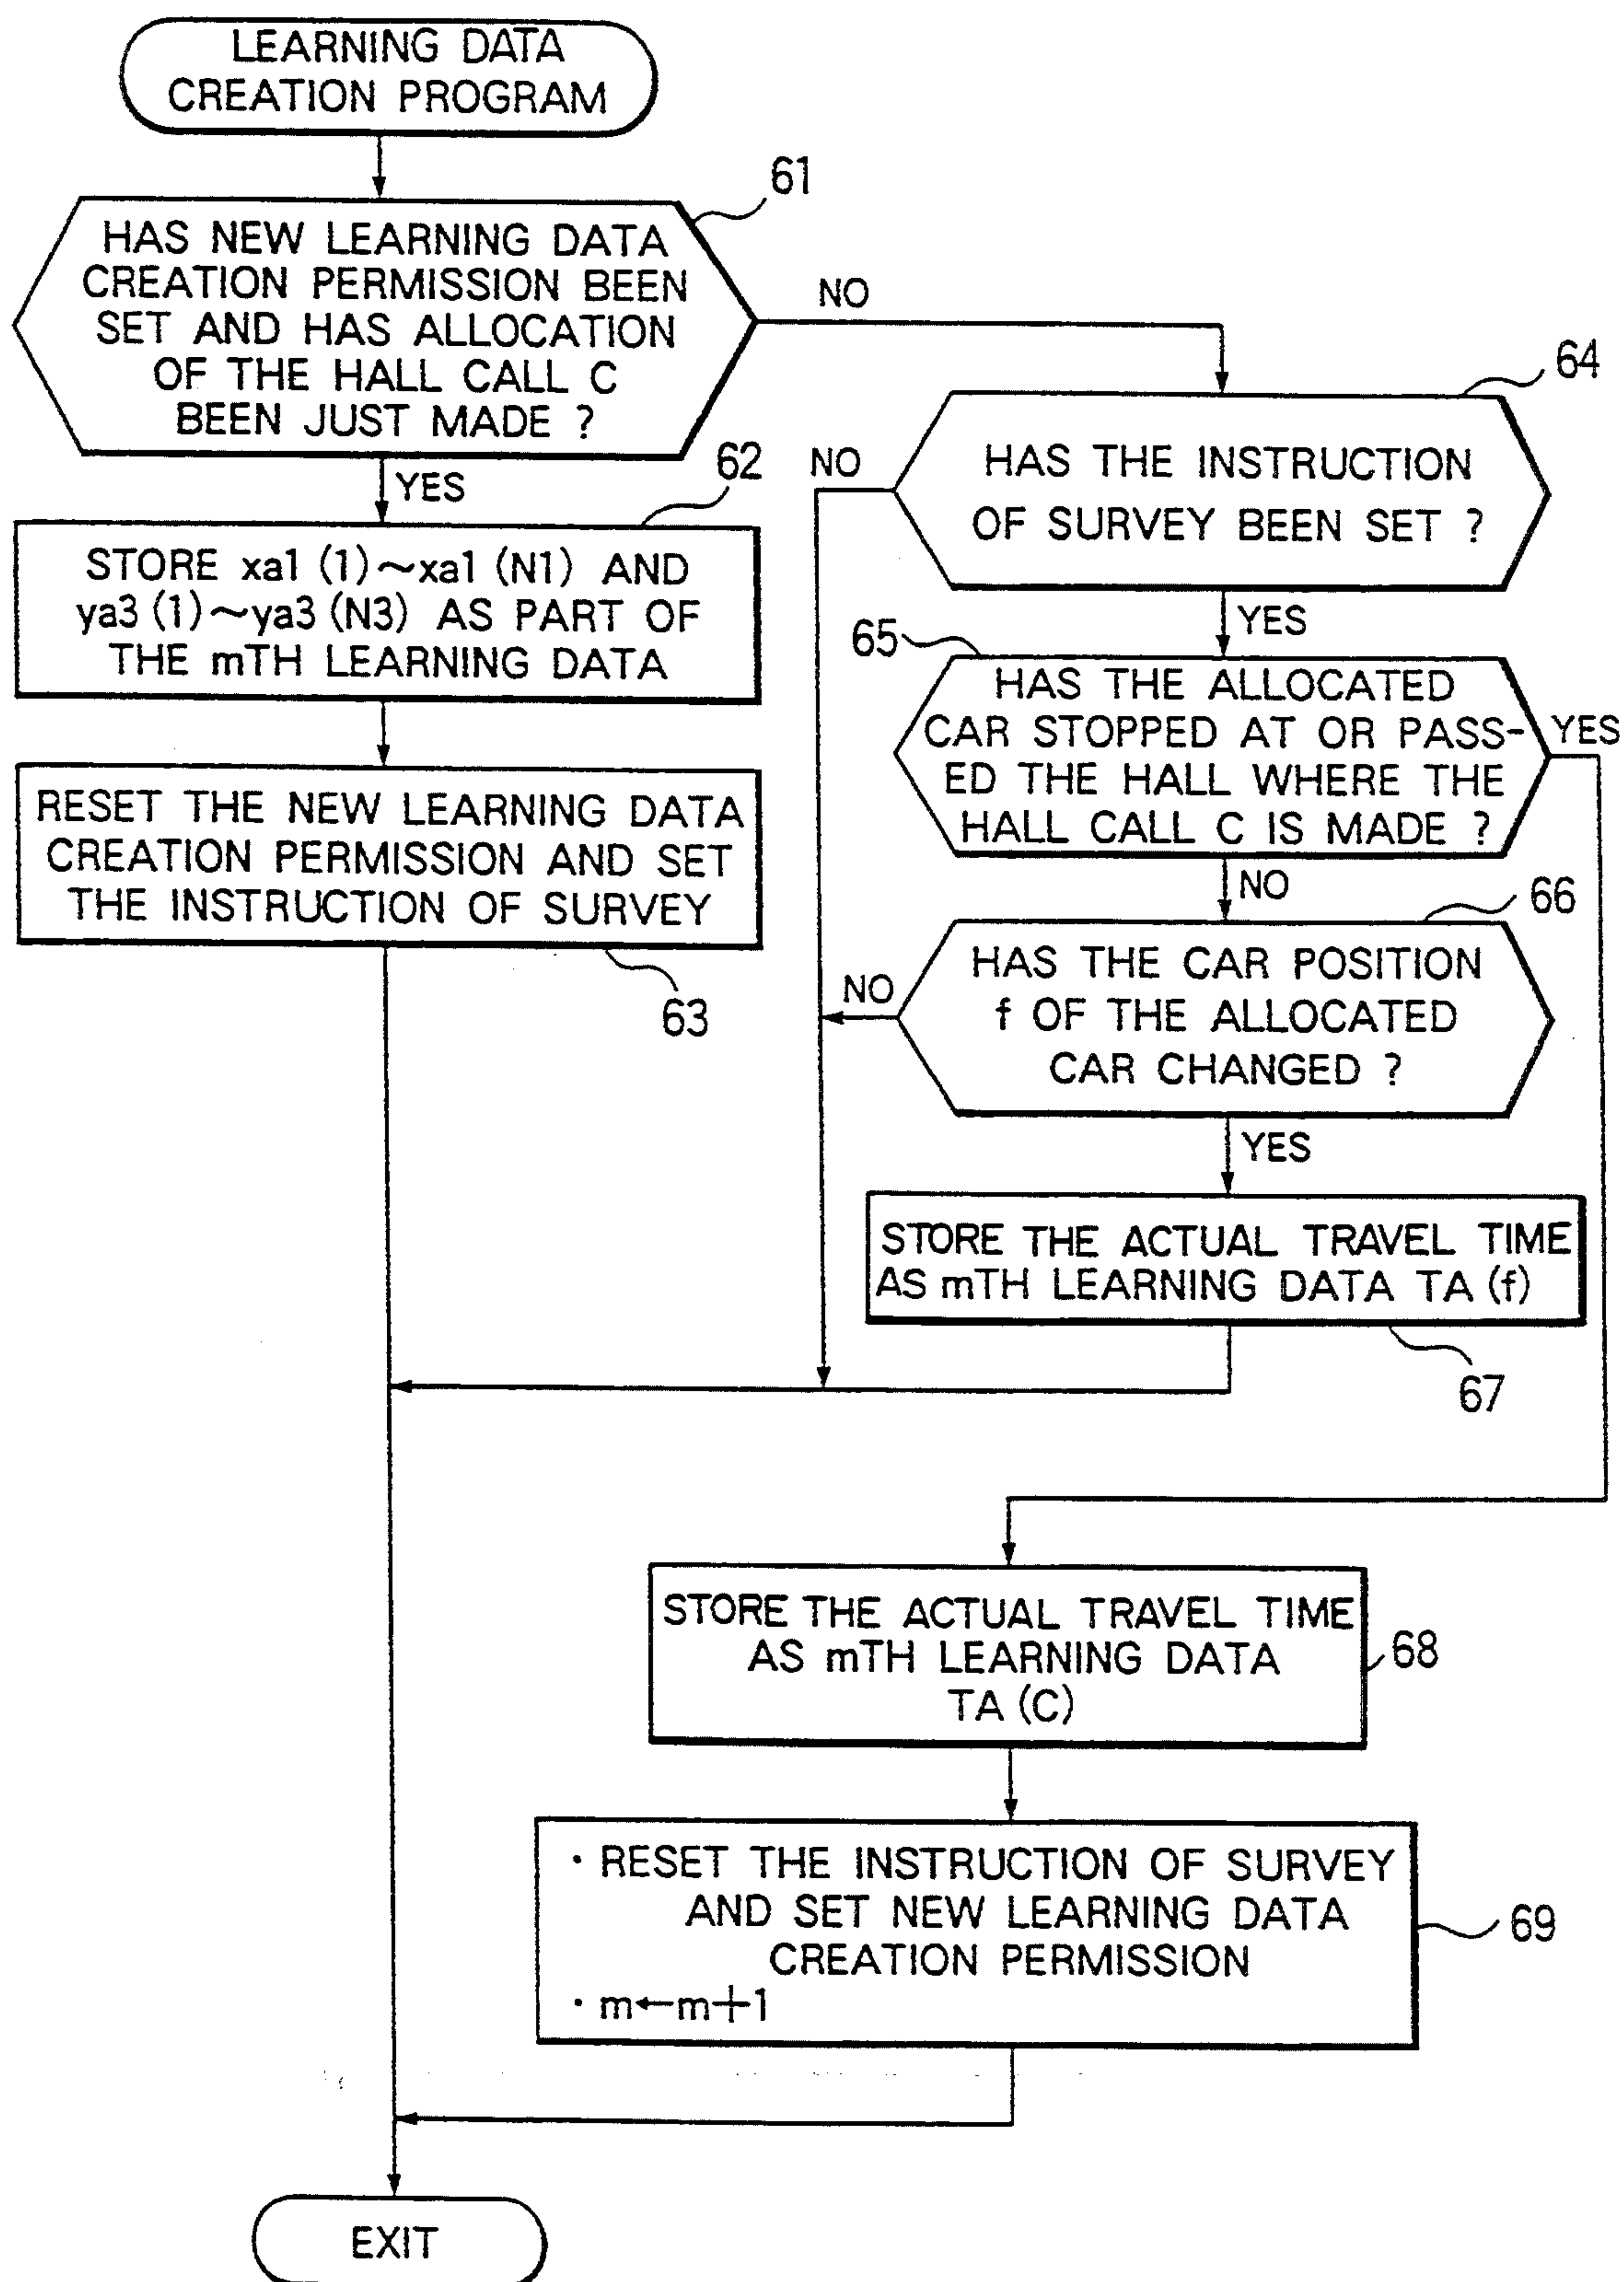 LEARNING DATA
CREATION PROGRAM
61
HAS NEW LEARNING DATA
CREATION PERMISSION BEEN
SET AND HAS ALLOCATION
OF THE HALL CALL C
BEEN JUST MADE ?
NO
YES
62
STORE xa1 (1)~xa1 (N1) AND
ya3 (1)~ya3 (N3) AS PART OF
THE mTH LEARNING DATA
RESET THE NEW LEARNING DATA
CREATION PERMISSION AND SET
THE INSTRUCTION OF SURVEY
63
64
HAS THE INSTRUCTION
OF SURVEY BEEN SET ?
NO
YES
65
HAS THE ALLOCATED
CAR STOPPED AT OR PASS-
ED THE HALL WHERE THE
HALL CALL C IS MADE ?
YES
NO
66
HAS THE CAR POSITION
f OF THE ALLOCATED
CAR CHANGED ?
NO
YES
STORE THE ACTUAL TRAVEL TIME
AS mTH LEARNING DATA TA (f)
67
STORE THE ACTUAL TRAVEL TIME
AS mTH LEARNING DATA
TA (C)
68
· RESET THE INSTRUCTION OF SURVEY
AND SET NEW LEARNING DATA
CREATION PERMISSION
· m←m+1
69
EXIT